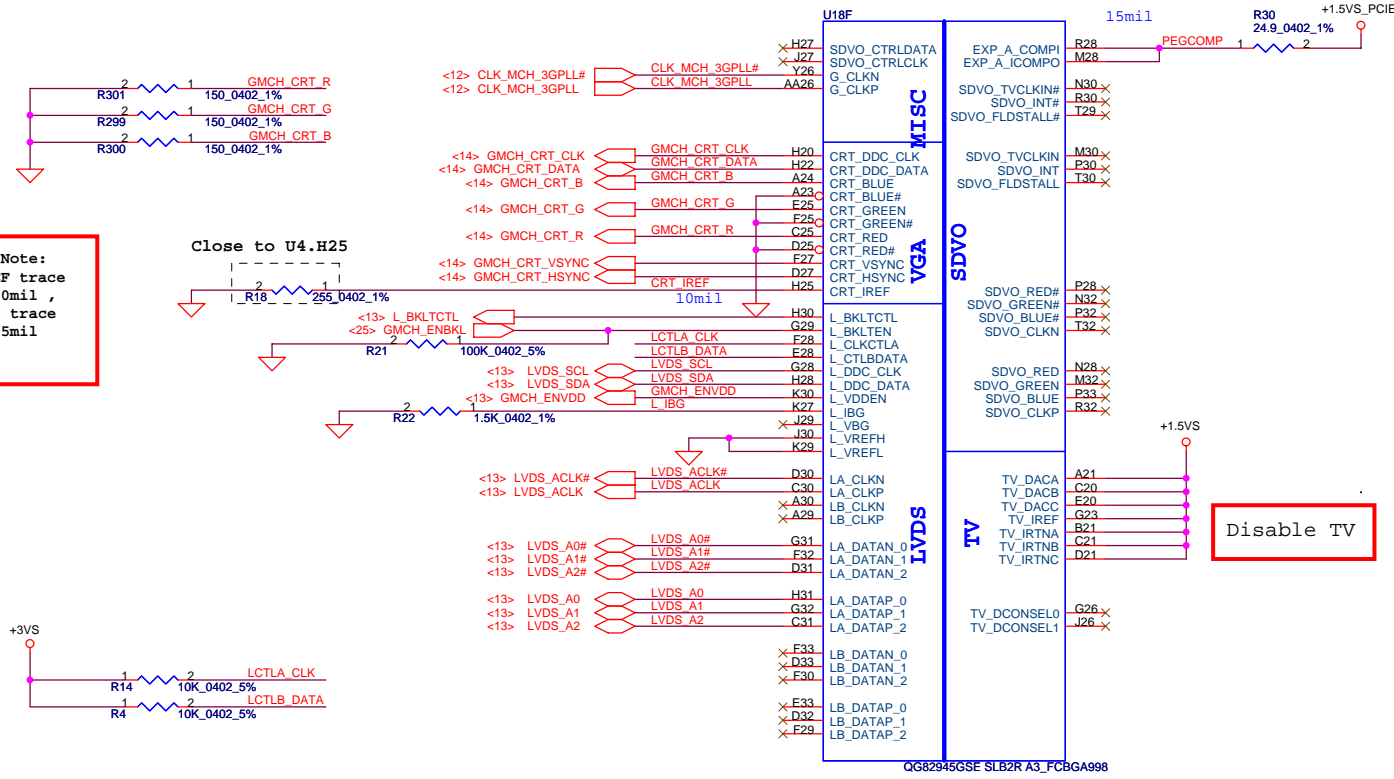 U18F
15mil
R30
24.9_0402_1%
+1.5VS_PCIE
PEGCOMP 1 2
2 1 GMCH_CRT_R
R301 150_0402_1%
2 1 GMCH_CRT_G
R299 150_0402_1%
2 1 GMCH_CRT_B
R300 150_0402_1%
<12> CLK_MCH_3GPLL# CLK_MCH_3GPLL#
<12> CLK_MCH_3GPLL CLK_MCH_3GPLL
H27 SDVO_CTRLDATA
J27 SDVO_CTRLCLK
Y26 G_CLKN
AA26 G_CLKP
MISC
EXP_A_COMPI R28
EXP_A_ICOMPO M28
SDVO_TVCLKIN# N30
SDVO_INT# R30
SDVO_FLDSTALL# T29
SDVO_TVCLKIN M30
SDVO_INT P30
SDVO_FLDSTALL T30
<14> GMCH_CRT_CLK GMCH_CRT_CLK H20 CRT_DDC_CLK
<14> GMCH_CRT_DATA GMCH_CRT_DATA H22 CRT_DDC_DATA
<14> GMCH_CRT_B GMCH_CRT_B A24 CRT_BLUE
A23 CRT_BLUE#
<14> GMCH_CRT_G GMCH_CRT_G E25 CRT_GREEN
F25 CRT_GREEN#
<14> GMCH_CRT_R GMCH_CRT_R C25 CRT_RED
D25 CRT_RED#
<14> GMCH_CRT_VSYNC F27 CRT_VSYNC
<14> GMCH_CRT_HSYNC D27 CRT_HSYNC
CRT_IREF H25 CRT_IREF
10mil
VGA
SDVO
Note:
F trace
0mil ,
trace
5mil
Close to U4.H25
2 1
R18 255_0402_1%
SDVO_RED# P28
SDVO_GREEN# N32
SDVO_BLUE# P32
SDVO_CLKN T32
SDVO_RED N28
SDVO_GREEN M32
SDVO_BLUE P33
SDVO_CLKP R32
<13> L_BKLTCTL H30 L_BKLTCTL
<25> GMCH_ENBKL G29 L_BKLTEN
2 1
R21 100K_0402_5%
LCTLA_CLK F28 L_CLKCTLA
LCTLB_DATA E28 L_CTLBDATA
<13> LVDS_SCL LVDS_SCL G28 L_DDC_CLK
<13> LVDS_SDA LVDS_SDA H28 L_DDC_DATA
<13> GMCH_ENVDD GMCH_ENVDD K30 L_VDDEN
L_IBG K27 L_IBG
2 1
R22 1.5K_0402_1%
J29 L_VBG
J30 L_VREFH
K29 L_VREFL
<13> LVDS_ACLK# LVDS_ACLK# D30 LA_CLKN
<13> LVDS_ACLK LVDS_ACLK C30 LA_CLKP
A30 LB_CLKN
A29 LB_CLKP
LVDS
TV
+1.5VS
TV_DACA A21
TV_DACB C20
TV_DACC E20
TV_IREF G23
TV_IRTNA B21
TV_IRTNB C21
TV_IRTNC D21
Disable TV
<13> LVDS_A0# LVDS_A0# G31 LA_DATAN_0
<13> LVDS_A1# LVDS_A1# F32 LA_DATAN_1
<13> LVDS_A2# LVDS_A2# D31 LA_DATAN_2
<13> LVDS_A0 LVDS_A0 H31 LA_DATAP_0
<13> LVDS_A1 LVDS_A1 G32 LA_DATAP_1
<13> LVDS_A2 LVDS_A2 C31 LA_DATAP_2
TV_DCONSEL0 G26
TV_DCONSEL1 J26
F33 LB_DATAN_0
D33 LB_DATAN_1
F30 LB_DATAN_2
E33 LB_DATAP_0
D32 LB_DATAP_1
F29 LB_DATAP_2
+3VS
1 2 LCTLA_CLK
R14 10K_0402_5%
1 2 LCTLB_DATA
R4 10K_0402_5%
QG82945GSE SLB2R A3_FCBGA998